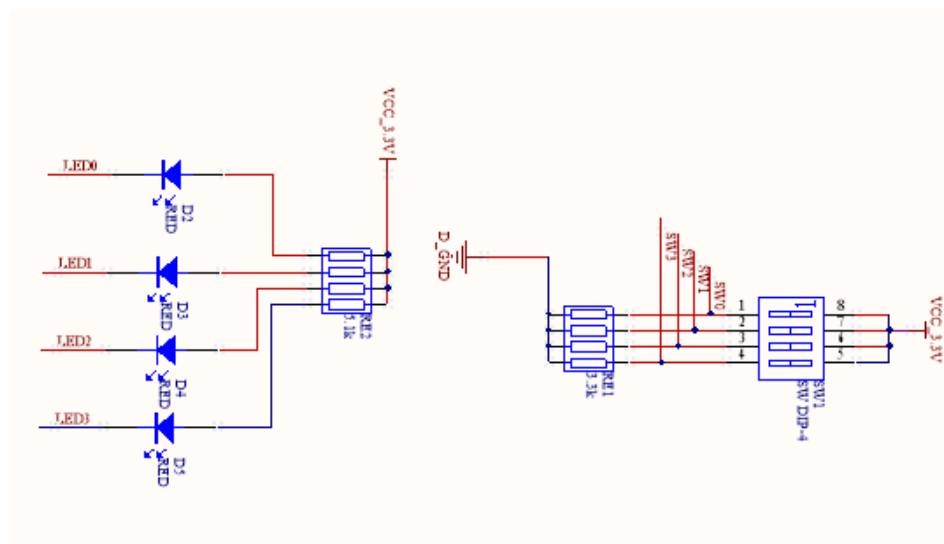 VCC_3.3V
LED0
D2
RED
LED1
D3
RED
LED2
D4
RED
LED3
D5
RED
RE2
5.1k
D_GND
SW3
SW2
SW1
SW0
RE1
3.3k
1
2
3
4
1
8
7
5
SW1
SW DIP-4
VCC_3.3V